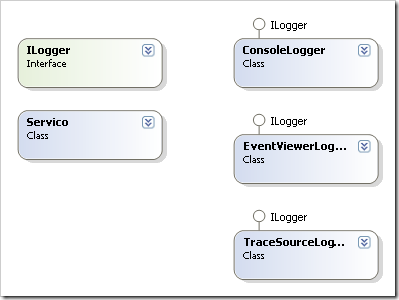 ILogger
Interface
Servico
Class
ILogger
ConsoleLogger
Class
ILogger
EventViewerLog...
Class
ILogger
TraceSourceLog...
Class